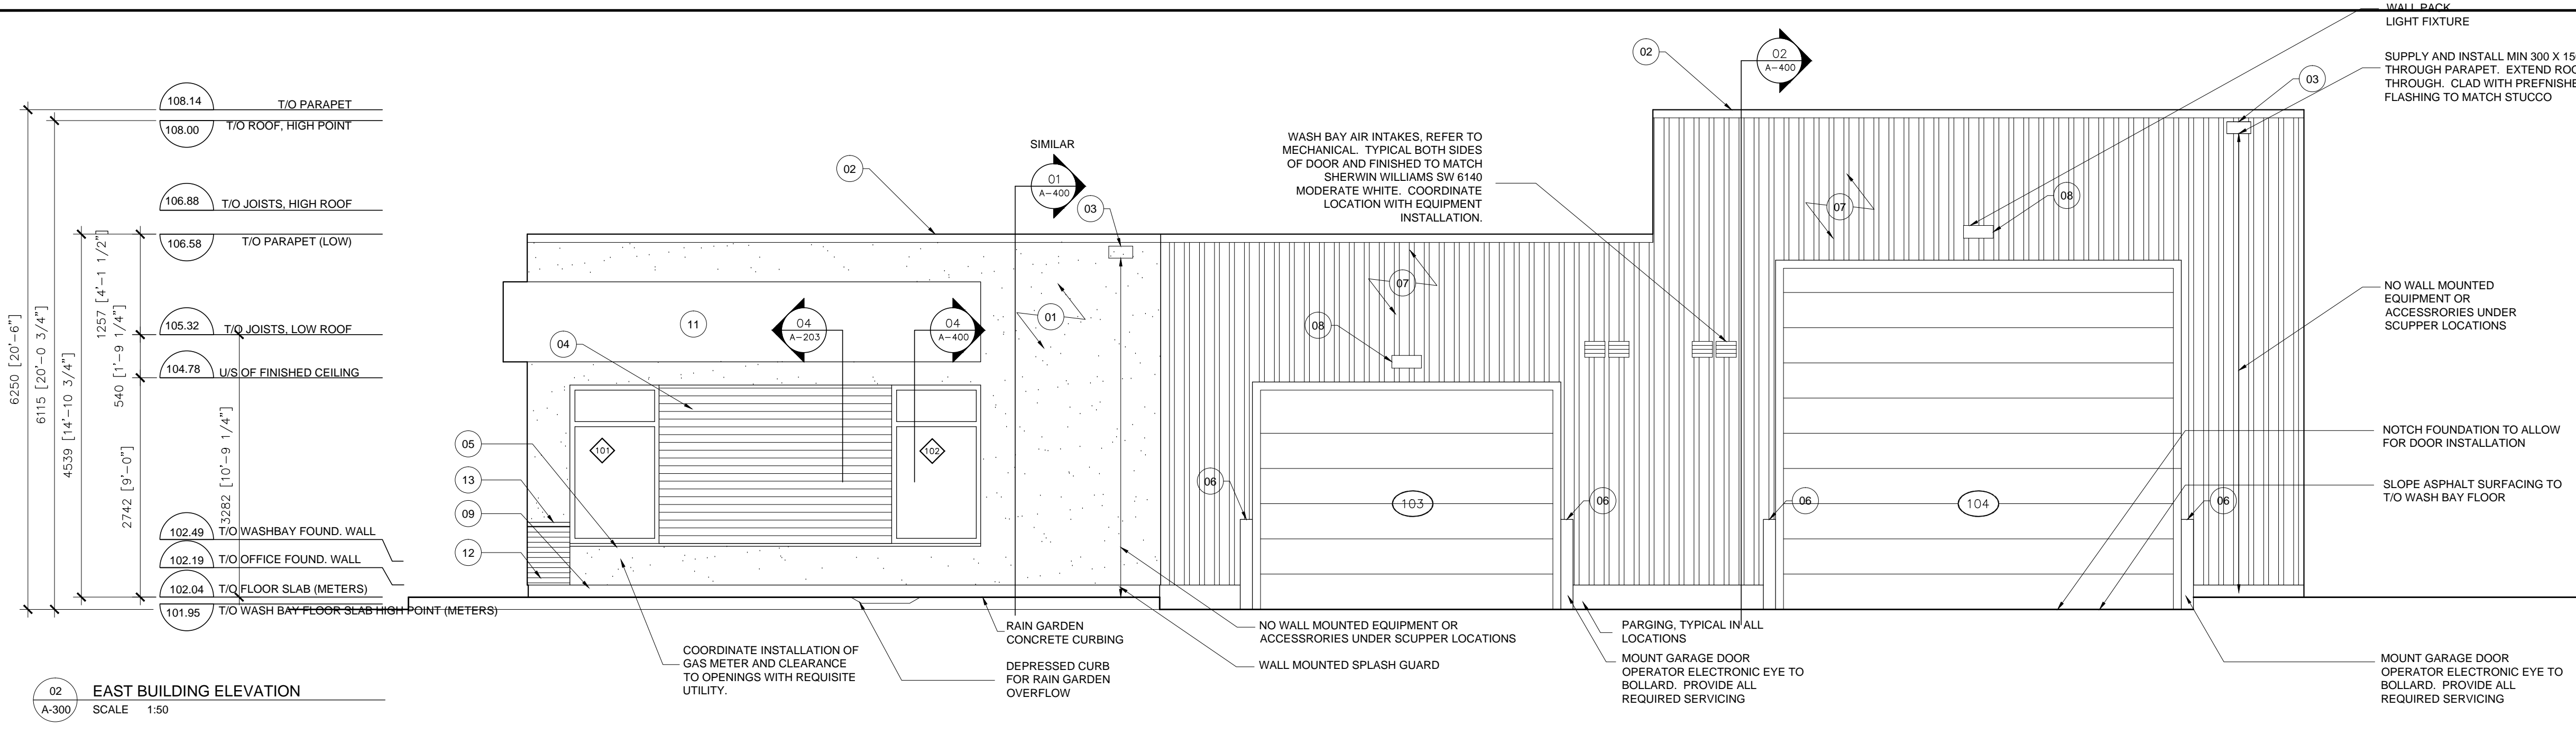 WALL PACK
LIGHT FIXTURE
SUPPLY AND INSTALL MIN 300 X 15
THROUGH PARAPET. EXTEND ROO
THROUGH. CLAD WITH PREFNISHE
FLASHING TO MATCH STUCCO
NO WALL MOUNTED
EQUIPMENT OR
ACCESSRORIES UNDER
SCUPPER LOCATIONS
NOTCH FOUNDATION TO ALLOW
FOR DOOR INSTALLATION
SLOPE ASPHALT SURFACING TO
T/O WASH BAY FLOOR
MOUNT GARAGE DOOR
OPERATOR ELECTRONIC EYE TO
BOLLARD. PROVIDE ALL
REQUIRED SERVICING
108.14 T/O PARAPET
108.00 T/O ROOF, HIGH POINT
106.88 T/O JOISTS, HIGH ROOF
106.58 T/O PARAPET (LOW)
105.32 T/O JOISTS, LOW ROOF
104.78 U/S OF FINISHED CEILING
102.49 T/O WASHBAY FOUND. WALL
102.19 T/O OFFICE FOUND. WALL
102.04 T/O FLOOR SLAB (METERS)
101.95 T/O WASH BAY FLOOR SLAB HIGH POINT (METERS)
6250 [20'-6"]
6115 [20'-0 3/4"]
4539 [14'-10 3/4"]
1257 [4'-1 1/2"]
540 [1'-9 1/4"]
2742 [9'-0"]
3282 [10'-9 1/4"]
SIMILAR
01
A-400
02
03
11
04
A-203
04
A-400
01
04
05
13
09
12
101
102
WASH BAY AIR INTAKES, REFER TO
MECHANICAL. TYPICAL BOTH SIDES
OF DOOR AND FINISHED TO MATCH
SHERWIN WILLIAMS SW 6140
MODERATE WHITE. COORDINATE
LOCATION WITH EQUIPMENT
INSTALLATION.
02
02
A-400
03
07
08
07
08
06
103
06
06
104
06
COORDINATE INSTALLATION OF
GAS METER AND CLEARANCE
TO OPENINGS WITH REQUISITE
UTILITY.
RAIN GARDEN
CONCRETE CURBING
DEPRESSED CURB
FOR RAIN GARDEN
OVERFLOW
NO WALL MOUNTED EQUIPMENT OR
ACCESSRORIES UNDER SCUPPER LOCATIONS
WALL MOUNTED SPLASH GUARD
PARGING, TYPICAL IN ALL
LOCATIONS
MOUNT GARAGE DOOR
OPERATOR ELECTRONIC EYE TO
BOLLARD. PROVIDE ALL
REQUIRED SERVICING
02
A-300
EAST BUILDING ELEVATION
SCALE 1:50